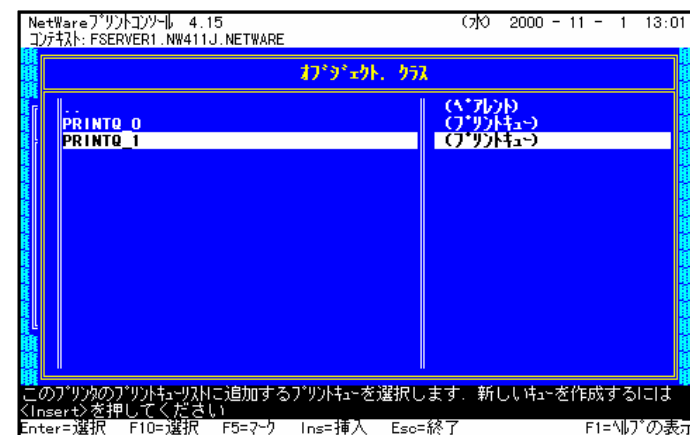 NetWareプリントコンソール 4.15 (水) 2000 - 11 - 1 13:01
コンテキスト: FSERVER1.NW411J.NETWARE
オブジェクト. クラス
.. (ペアレント)
PRINTQ_0 (プリントキュー)
PRINTQ_1 (プリントキュー)
このプリンタのプリントキューリストに追加するプリントキューを選択します. 新しいキューを作成するには
<Insert>を押してください
Enter=選択 F10=選択 F5=マーク Ins=挿入 Esc=終了 F1=ヘルプの表示